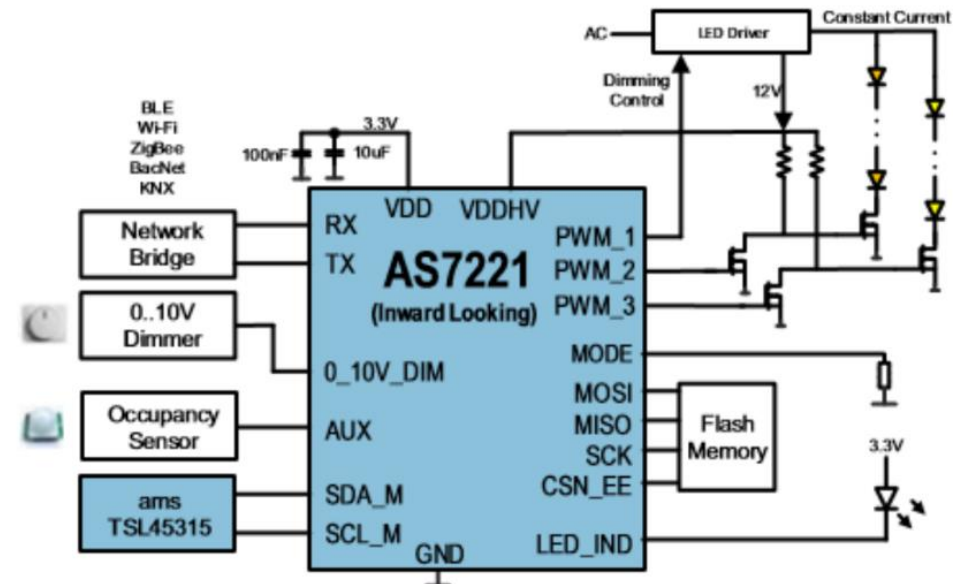 Constant Current
AC
LED Driver
Dimming
Control
12V
BLE
Wi-Fi
ZigBee
BacNet
KNX
3.3V
100nF
10uF
Network
Bridge
RX
TX
VDD
VDDHV
AS7221
(Inward Looking)
PWM_1
PWM_2
PWM_3
0..10V
Dimmer
0_10V_DIM
MODE
Occupancy
Sensor
AUX
MOSI
MISO
SCK
CSN_EE
Flash
Memory
3.3V
ams
TSL45315
SDA_M
SCL_M
GND
LED_IND